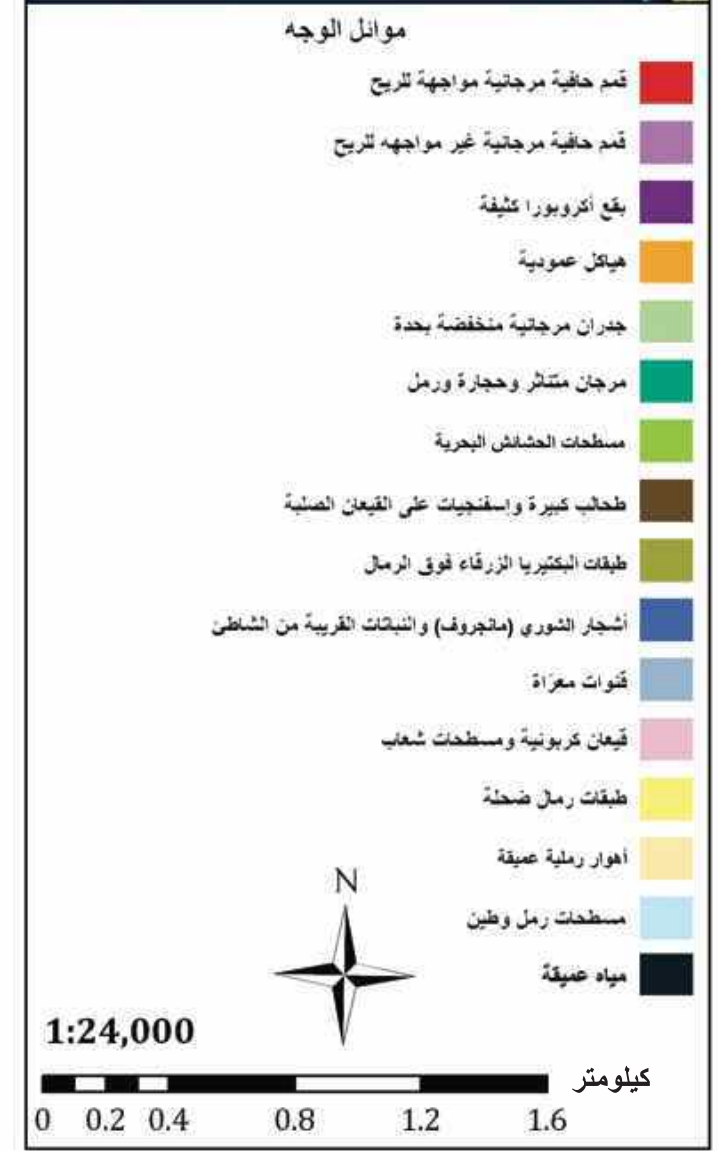 موائل الوجه
قمم حافية مرجانية مواجهة للريح
قمم حافية مرجانية غير مواجهه للريح
بقع أكروبورا كثيفة
هياكل عمودية
جدران مرجانية منخفضة بحدة
مرجان متناثر وحجارة ورمل
مسطحات الحشائش البحرية
طحالب كبيرة وإسفنجيات على القيعان الصلبة
طبقات البكتيريا الزرقاء فوق الرمال
أشجار الشوري (مانجروف) والنباتات القريبة من الشاطئ
قنوات معرّاة
قيعان كربونية ومسطحات شعاب
طبقات رمال ضحلة
أهوار رملية عميقة
مسطحات رمل وطين
مياه عميقة
N
1:24,000
كيلومتر
0 0.2 0.4 0.8 1.2 1.6